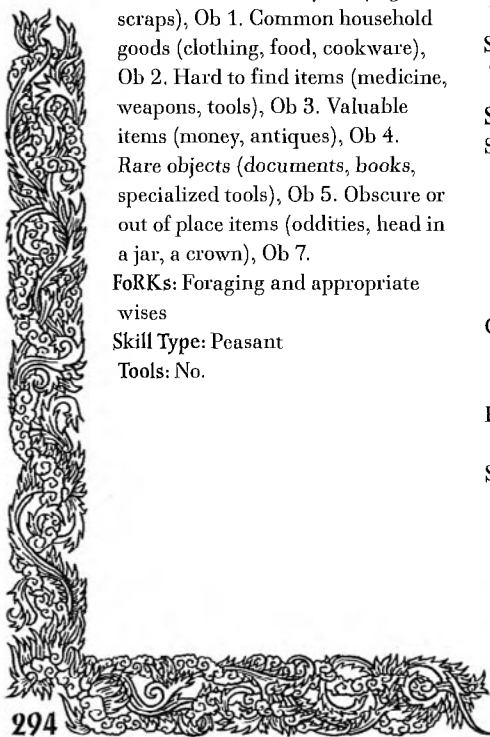 scraps), Ob 1. Common household
goods (clothing, food, cookware),
Ob 2. Hard to find items (medicine,
weapons, tools), Ob 3. Valuable
items (money, antiques), Ob 4.
Rare objects (documents, books,
specialized tools), Ob 5. Obscure or
out of place items (oddities, head in
a jar, a crown), Ob 7.
FoRKs: Foraging and appropriate
wises
Skill Type: Peasant
Tools: No.
294